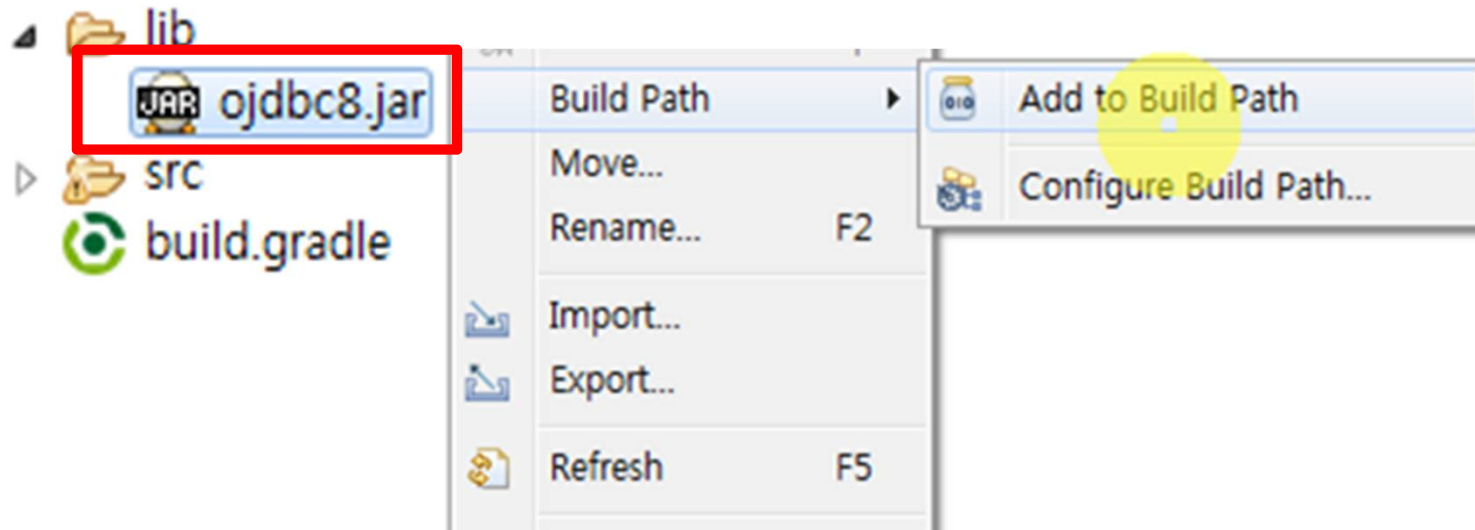 lib
JAR ojdbc8.jar
Build Path
Add to Build Path
src
Move...
Configure Build Path...
Rename... F2
build.gradle
Import...
Export...
Refresh F5